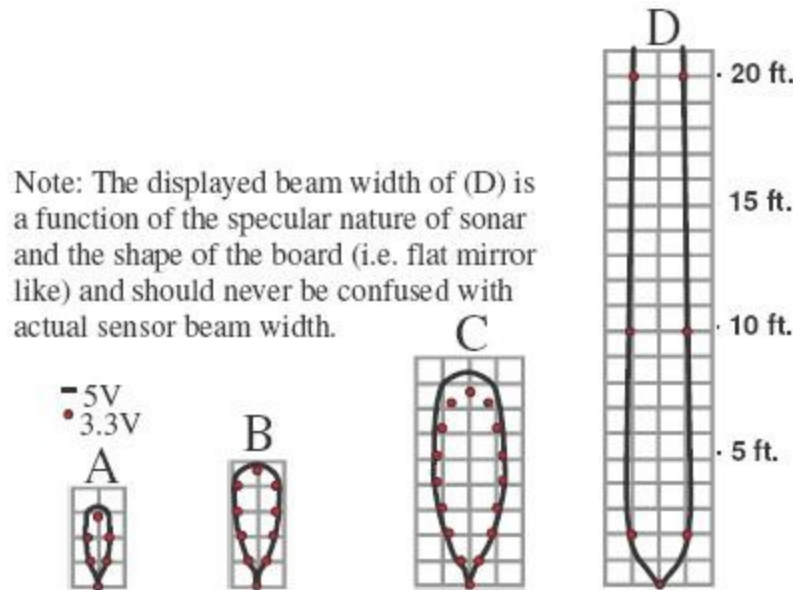 D
20 ft.
Note: The displayed beam width of (D) is
a function of the specular nature of sonar
and the shape of the board (i.e. flat mirror
like) and should never be confused with
actual sensor beam width.
15 ft.
10 ft.
C
5V
3.3V
A
B
5 ft.